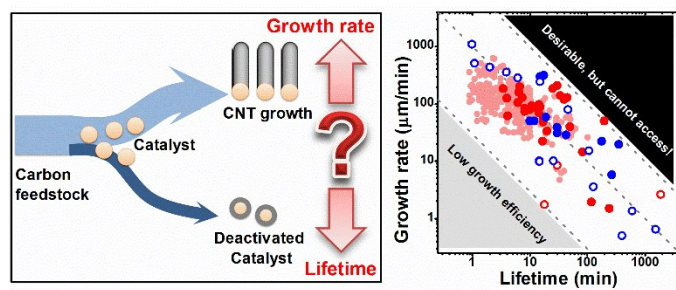 Growth rate
CNT growth
Catalyst
Carbon
feedstock
Deactivated
Catalyst
?
Lifetime
Growth rate (μm/min)
1000
100
10
1
Desirable, but cannot access!
Low growth efficiency
1
10
100
1000
Lifetime (min)